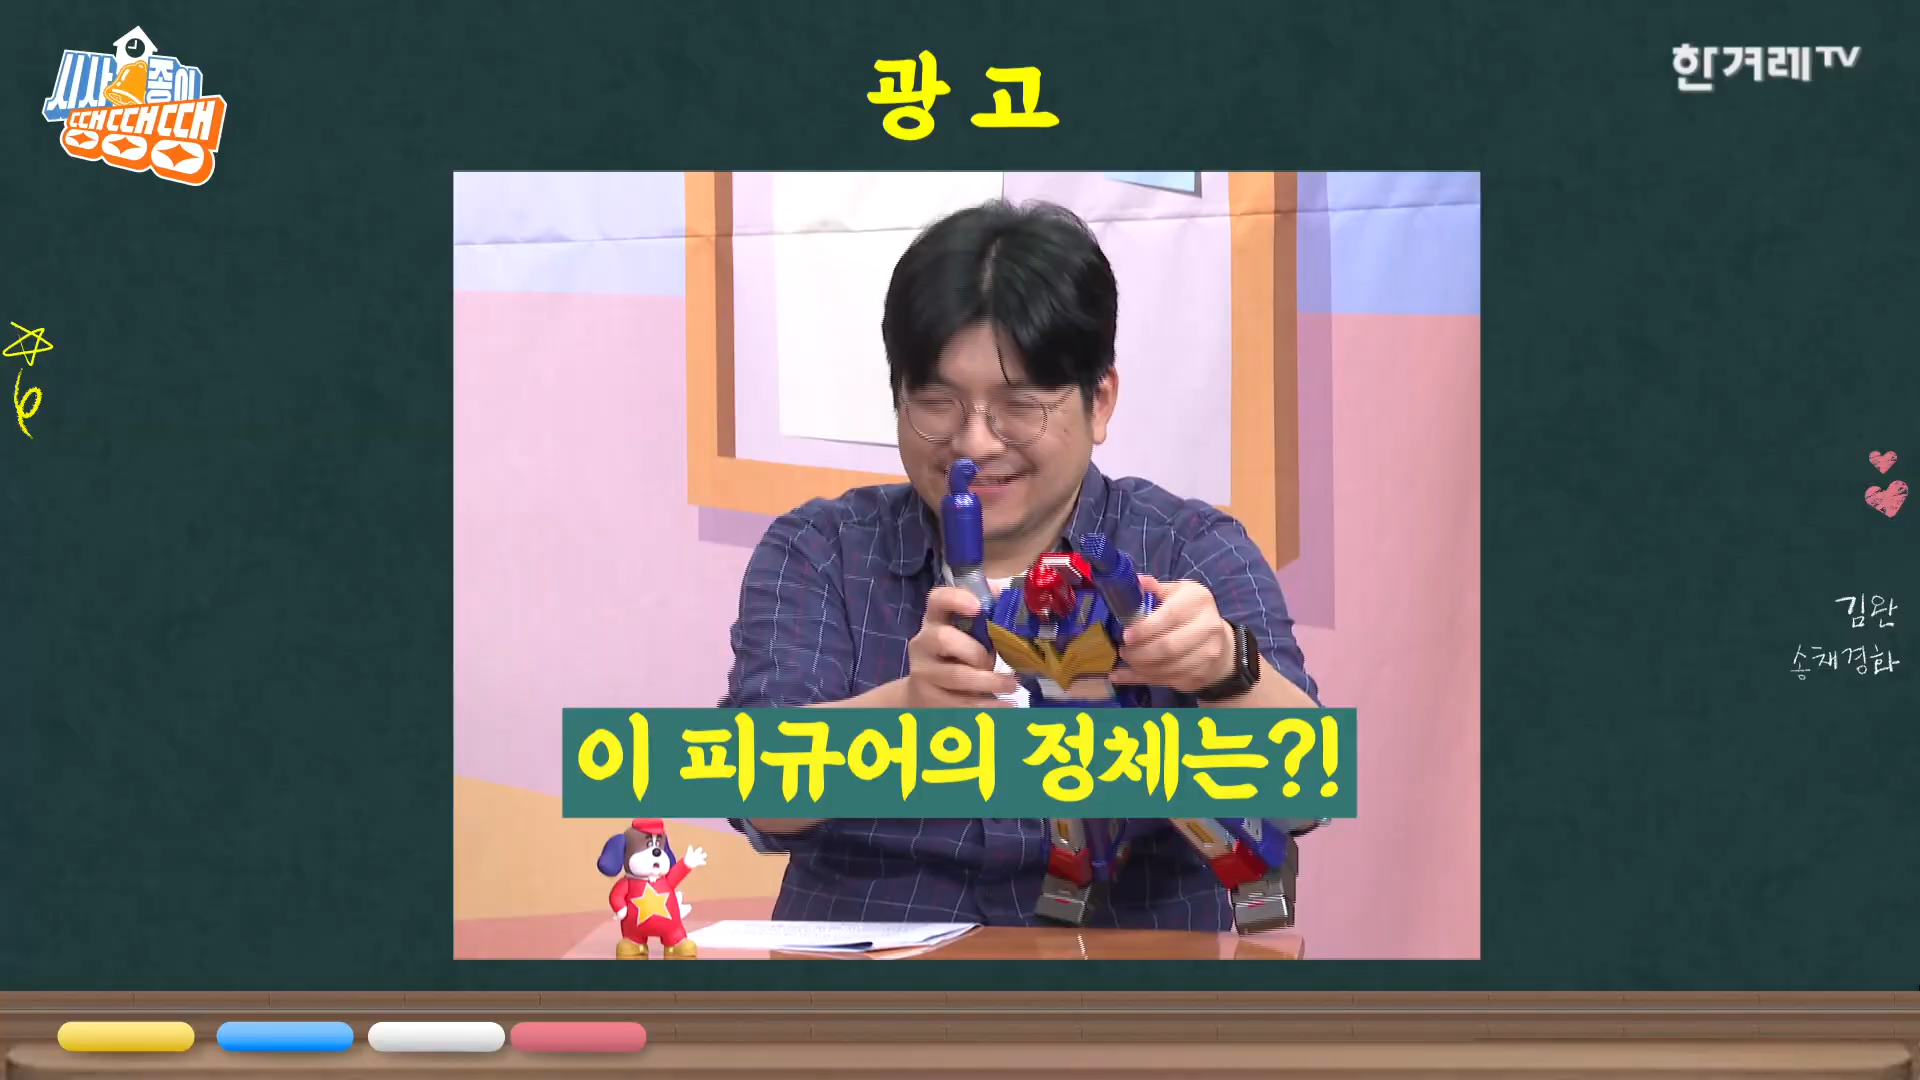 시사종이
땡땡땡
광고
한겨레TV
김완
송채경화
이 피규어의 정체는?!